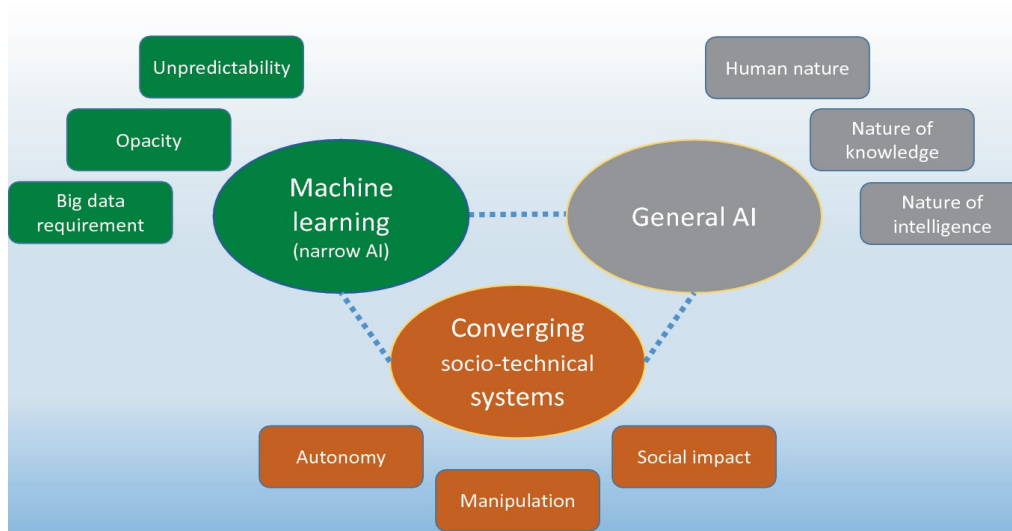 Unpredictability
Opacity
Big data
requirement
Machine
learning
(narrow AI)
Human nature
Nature of
knowledge
Nature of
intelligence
General AI
Converging
socio-technical
systems
Autonomy
Manipulation
Social impact